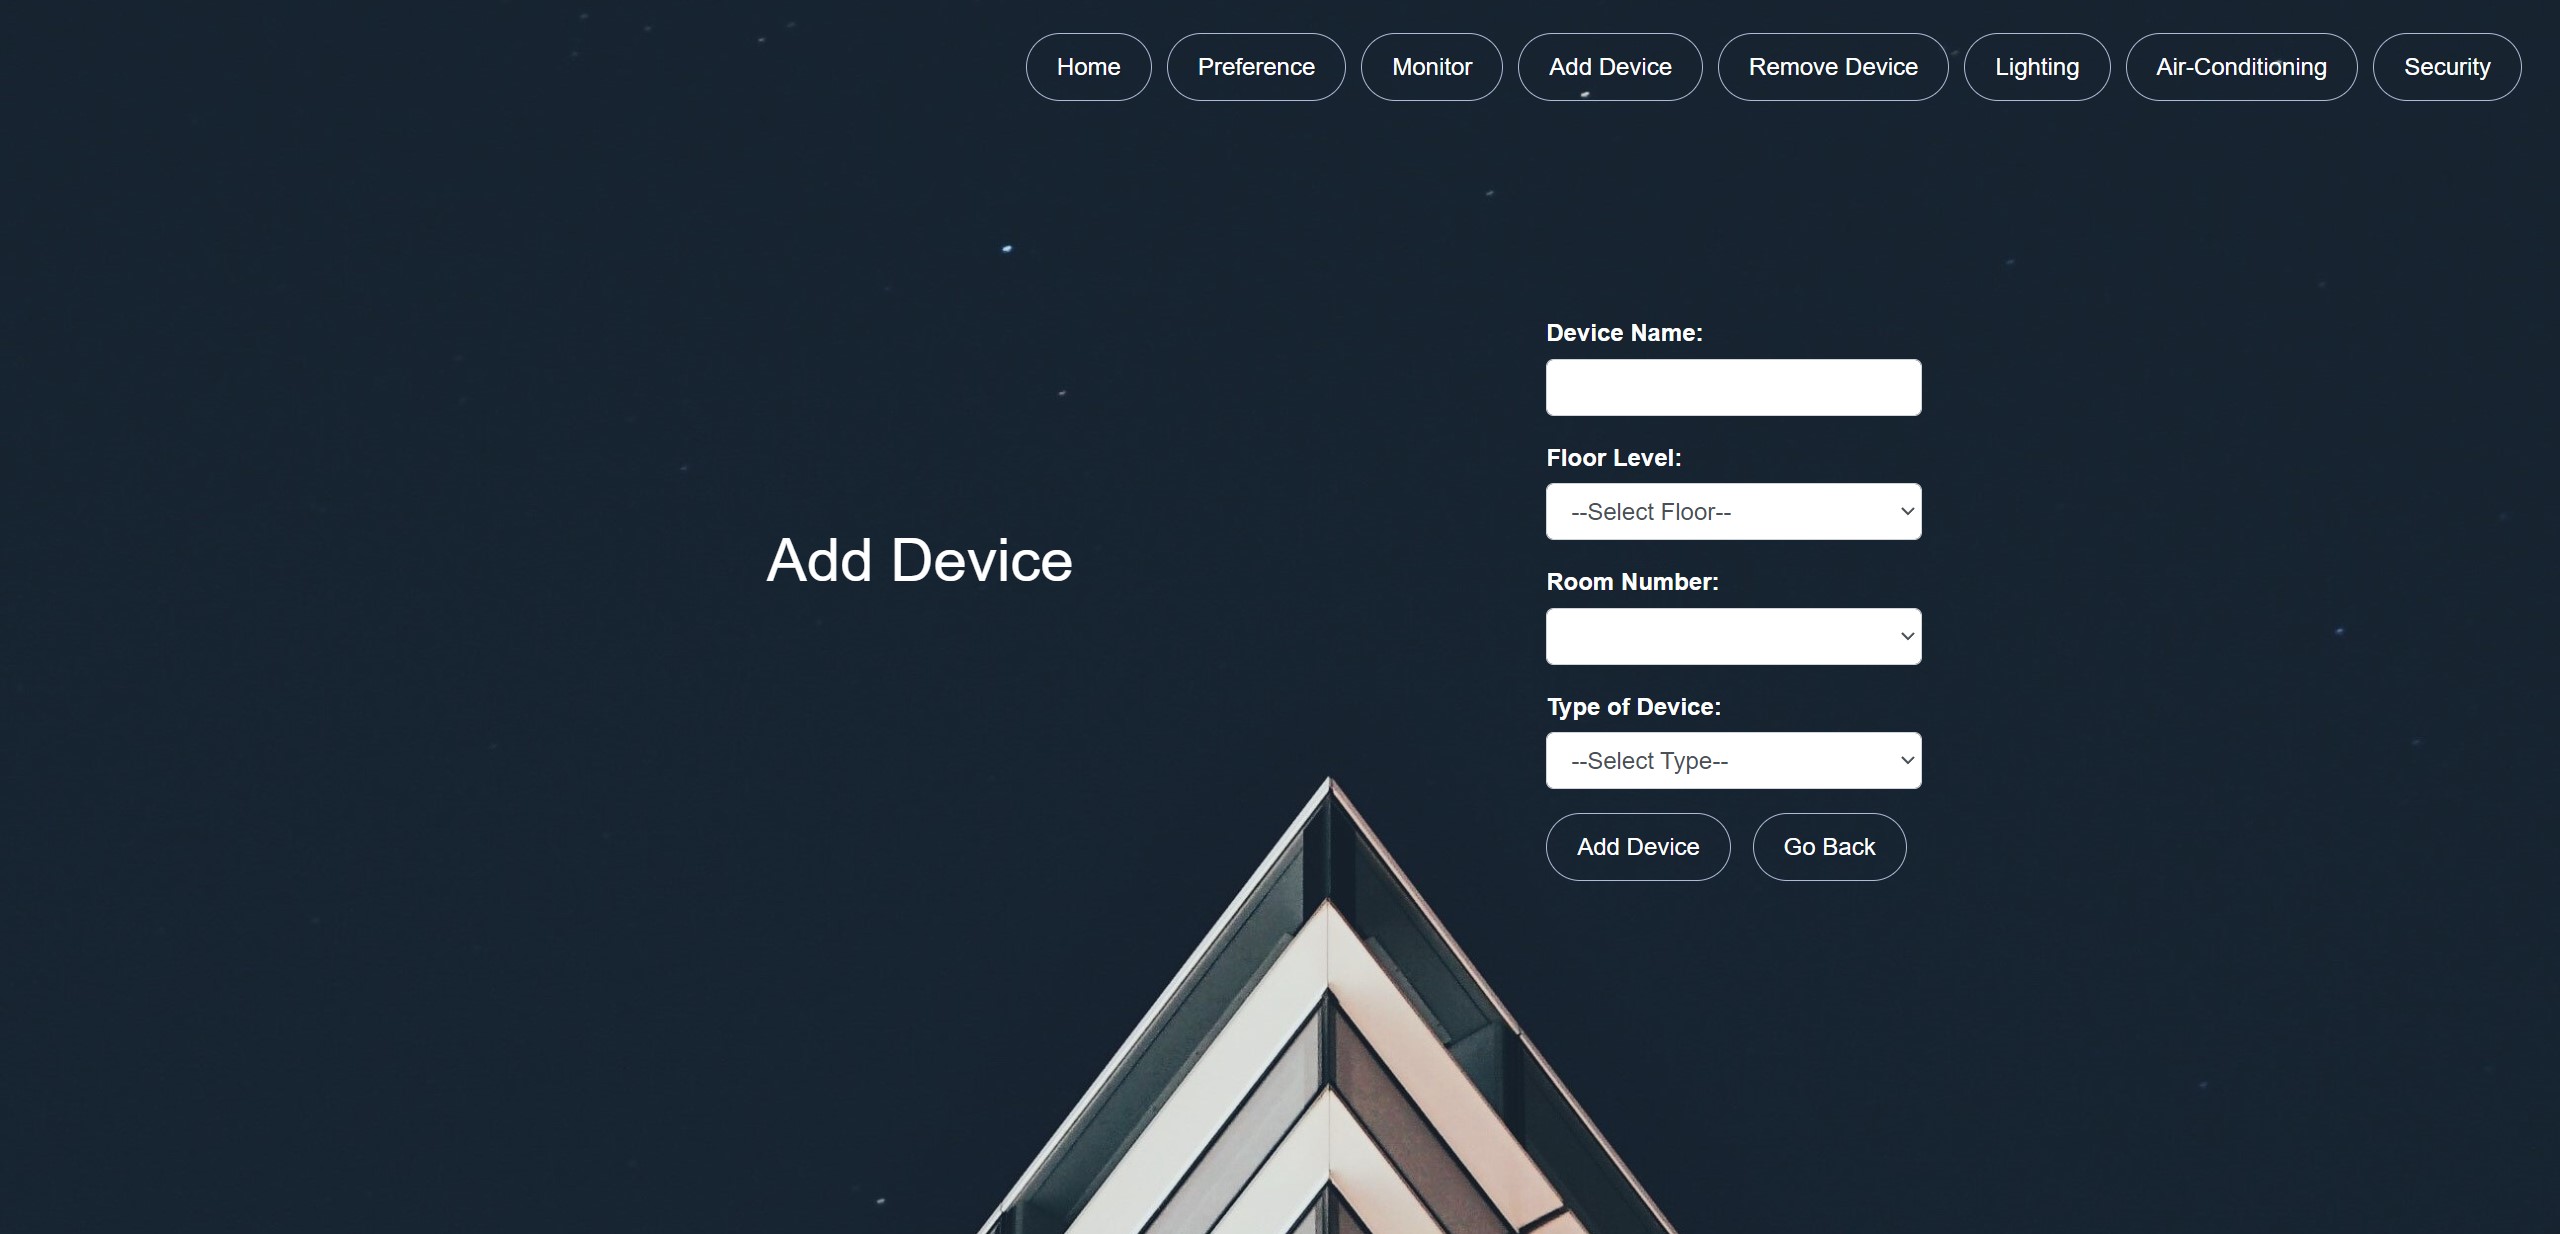 Home Preference Monitor Add Device Remove Device Lighting Air-Conditioning Security
Add Device
Device Name:
Floor Level:
--Select Floor--
Room Number:
Type of Device:
--Select Type--
Add Device Go Back